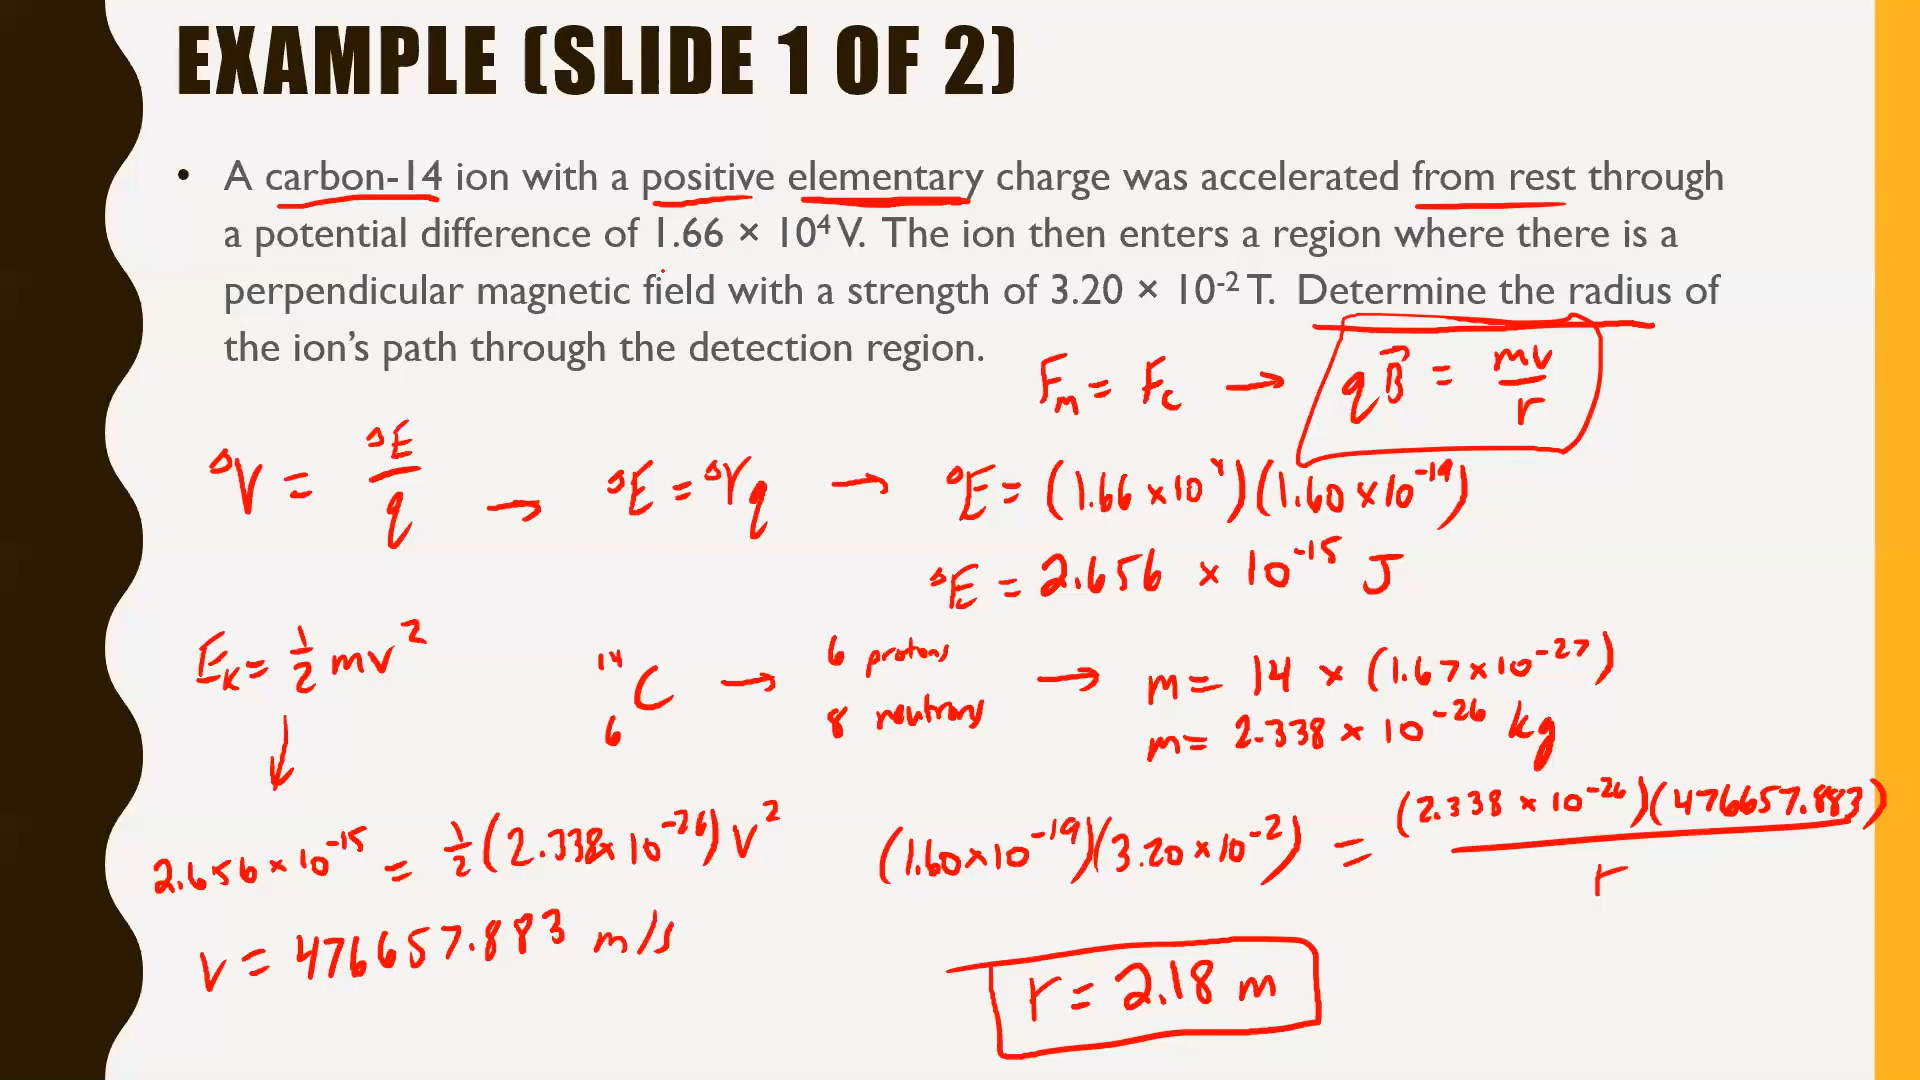 EXAMPLE (SLIDE 1 OF 2)
• A carbon-14 ion with a positive elementary charge was accelerated from rest through
a potential difference of 1.66 × 10⁴ V. The ion then enters a region where there is a
perpendicular magnetic field with a strength of 3.20 × 10⁻² T. Determine the radius of
the ion's path through the detection region.
Fm = Fc → qB⃗ = mv/r
ΔV = ΔE/q → ΔE = ΔVq → ΔE = (1.66 × 10⁴)(1.60 × 10⁻¹⁹)
ΔE = 2.656 × 10⁻¹⁵ J
Eₖ = ½ mv²
↓
¹⁴₆C → 6 protons
8 neutrons
→ m = 14 × (1.67 × 10⁻²⁷)
m = 2.338 × 10⁻²⁶ kg
2.656 × 10⁻¹⁵ = ½ (2.338 × 10⁻²⁶) v²
v = 476657.883 m/s
(1.60 × 10⁻¹⁹)(3.20 × 10⁻²) = (2.338 × 10⁻²⁶)(476657.883) / r
r = 2.18 m